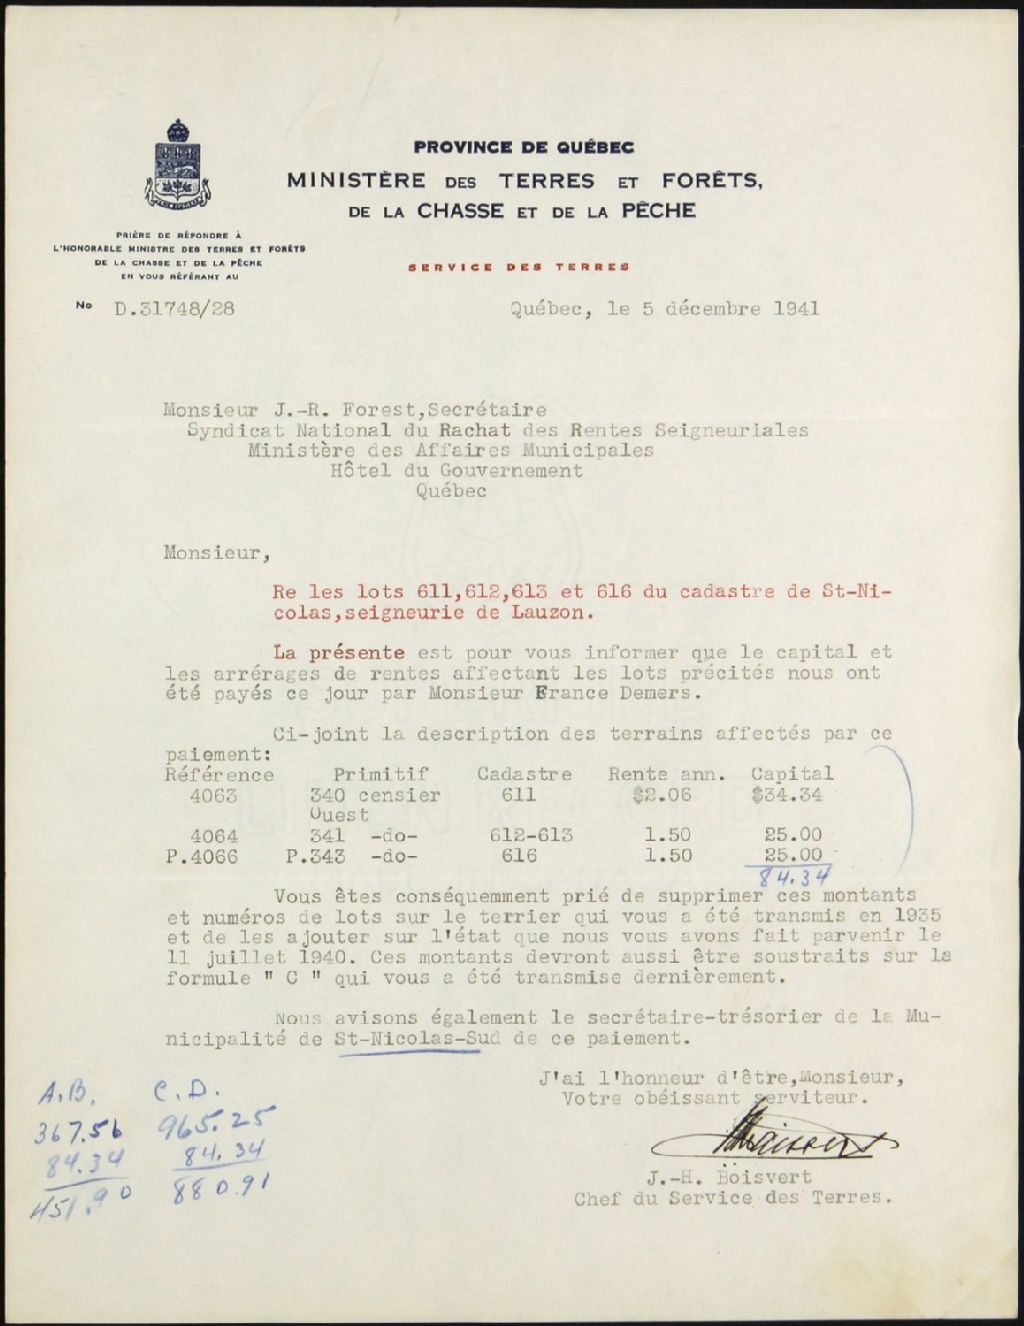 PROVINCE DE QUÉBEC
MINISTÈRE DES TERRES ET FORÊTS,
DE LA CHASSE ET DE LA PÊCHE
PRIÈRE DE RÉPONDRE À
L'HONORABLE MINISTRE DES TERRES ET FORÊTS
DE LA CHASSE ET DE LA PÊCHE
EN VOUS RÉFÉRANT AU
SERVICE DES TERRES
No D.31748/28
Québec, le 5 décembre 1941
Monsieur J.-R. Forest,Secrétaire
Syndicat National du Rachat des Rentes Seigneuriales
Ministère des Affaires Municipales
Hôtel du Gouvernement
Québec
Monsieur,
Re les lots 611,612,613 et 616 du cadastre de St-Ni-
colas,seigneurie de Lauzon.
La présente est pour vous informer que le capital et
les arrérages de rentes affectant les lots précités nous ont
été payés ce jour par Monsieur France Demers.
Ci-joint la description des terrains affectés par ce
paiement:
Référence Primitif Cadastre Rente ann. Capital
4063 340 censier 611 $2.06 $34.34
Ouest
4064 341 -do- 612-613 1.50 25.00
P.4066 P.343 -do- 616 1.50 25.00
84.34
Vous êtes conséquemment prié de supprimer ces montants
et numéros de lots sur le terrier qui vous a été transmis en 1935
et de les ajouter sur l'état que nous vous avons fait parvenir le
11 juillet 1940. Ces montants devront aussi être soustraits sur la
formule " C " qui vous a été transmise dernièrement.
Nous avisons également le secrétaire-trésorier de la Mu-
nicipalité de St-Nicolas-Sud de ce paiement.
J'ai l'honneur d'être,Monsieur,
Votre obéissant serviteur.
J.-H. Boisvert
Chef du Service des Terres.
A.B. C.D.
367.56 965.25
84.34 84.34
451.90 880.91